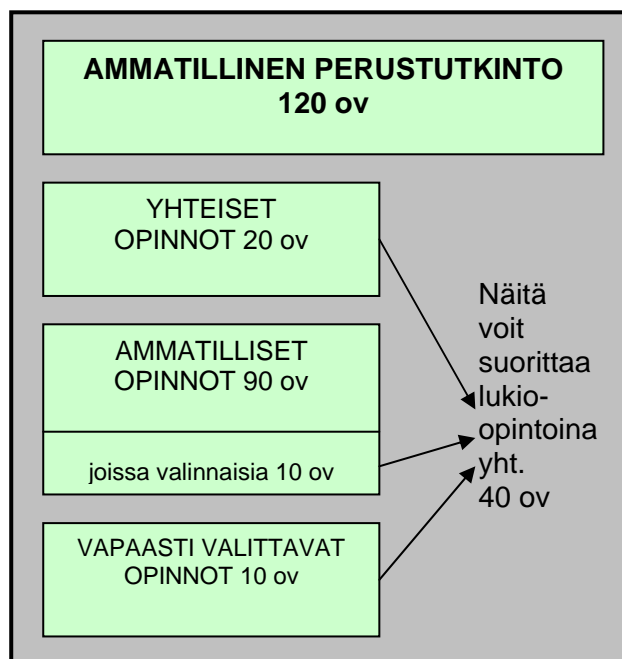 AMMATILLINEN PERUSTUTKINTO
120 ov
YHTEISET
OPINNOT 20 ov
AMMATILLISET
OPINNOT 90 ov
joissa valinnaisia 10 ov
VAPAASTI VALITTAVAT
OPINNOT 10 ov
Näitä
voit
suorittaa
lukio-
opintoina
yht.
40 ov